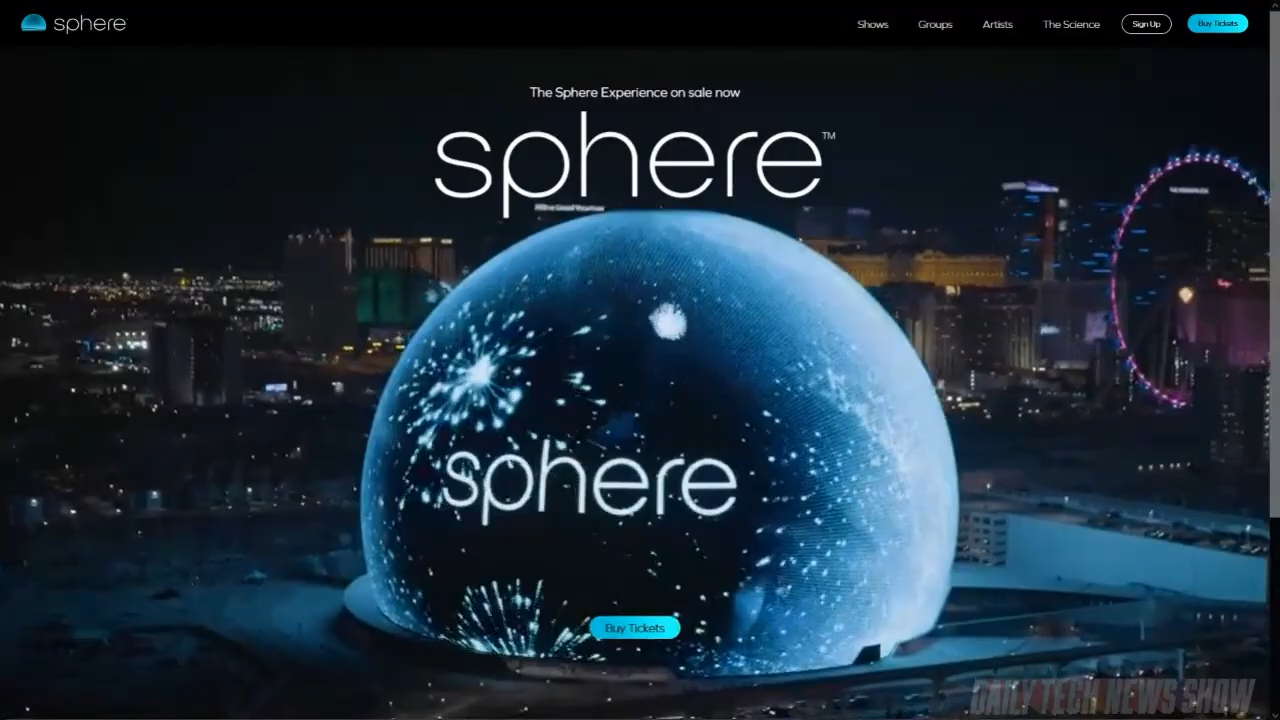 sphere
Shows
Groups
Artists
The Science
Sign Up
Buy Tickets
The Sphere Experience on sale now
sphere™
sphere
Buy Tickets
DAILY TECH NEWS SHOW